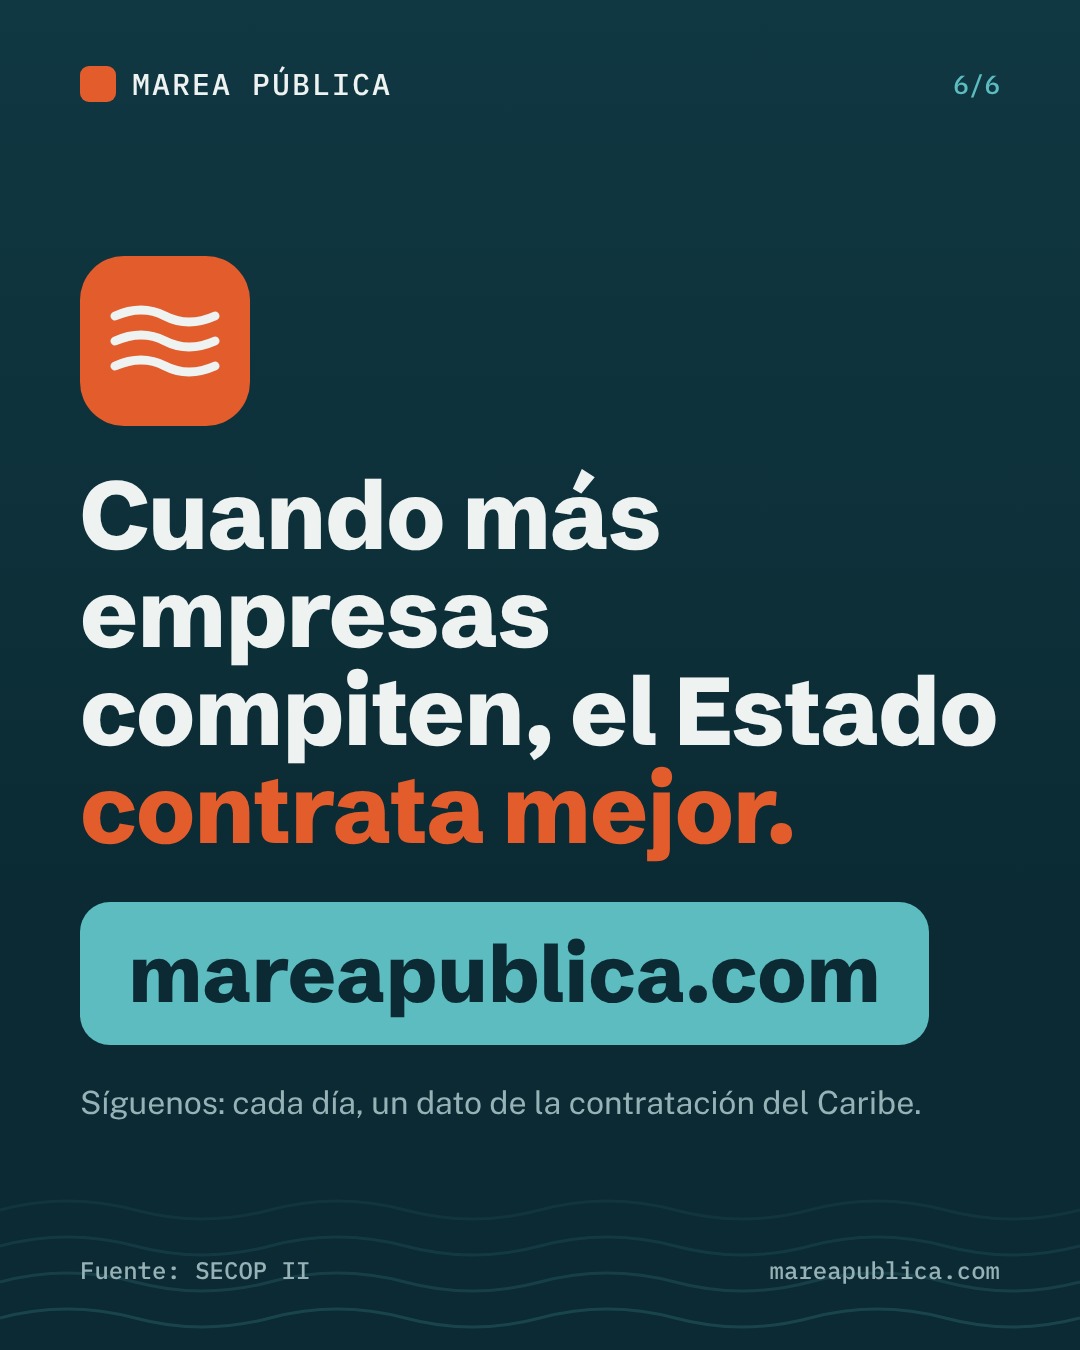 MAREA PÚBLICA
6/6
Cuando más
empresas
compiten, el Estado
contrata mejor.
mareapublica.com
Síguenos: cada día, un dato de la contratación del Caribe.
Fuente: SECOP II
mareapublica.com